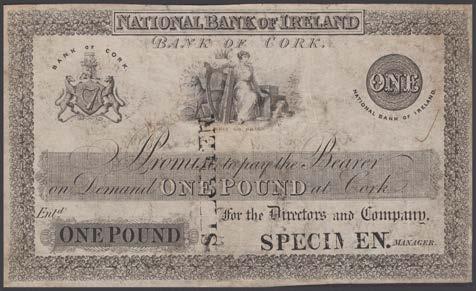 NATIONAL BANK OF IRELAND
BANK OF CORK.
BANK OF CORK
ONE
NATIONAL BANK OF IRELAND.
SPECIMEN
Promise to pay the Bearer
on Demand ONE POUND at Cork
Entd
For the Directors and Company.
ONE POUND
SPECIMEN.
MANAGER.